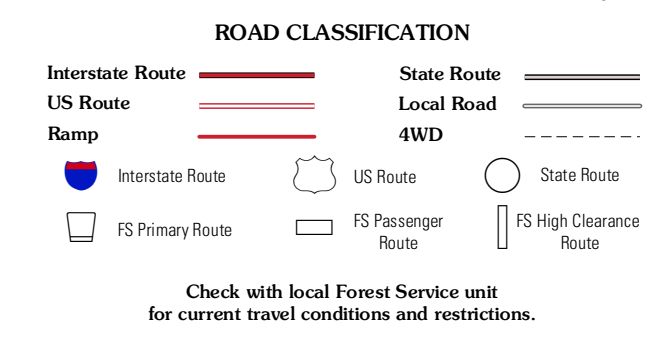 ROAD CLASSIFICATION
Interstate Route
State Route
US Route
Local Road
Ramp
4WD
Interstate Route
US Route
State Route
FS Primary Route
FS Passenger
Route
FS High Clearance
Route
Check with local Forest Service unit
for current travel conditions and restrictions.